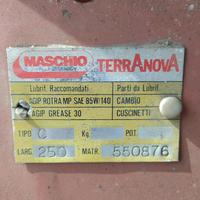 MASCHIO TERRANOVA
Lubrif. Raccomandati Parti da Lubrif.
AGIP ROTRA MP SAE 85W/140 CAMBIO
AGIP GREASE 30 CUSCINETTI
TIPO C Kg. POT.
LARG. 250 MATR. 550876